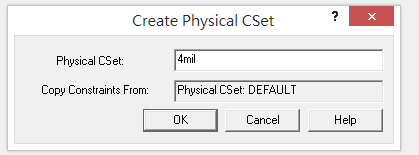 Create Physical CSet
?
Physical CSet:
4mil
Copy Constraints From:
Physical CSet: DEFAULT
OK
Cancel
Help